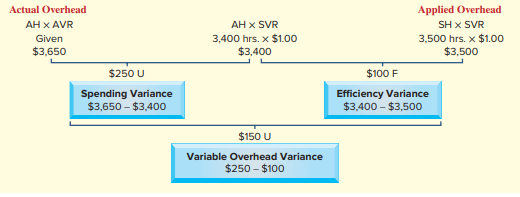 Actual Overhead
Applied Overhead
AH x AVR
AH x SVR
SH x SVR
Given
3,400 hrs. x $1.00
3,500 hrs. x $1.00
$3,650
$3,400
$3,500
$250 U
$100 F
Spending Variance
$3,650 – $3,400
Efficiency Variance
$3,400 – $3,500
$150 U
Variable Overhead Variance
$250 – $100